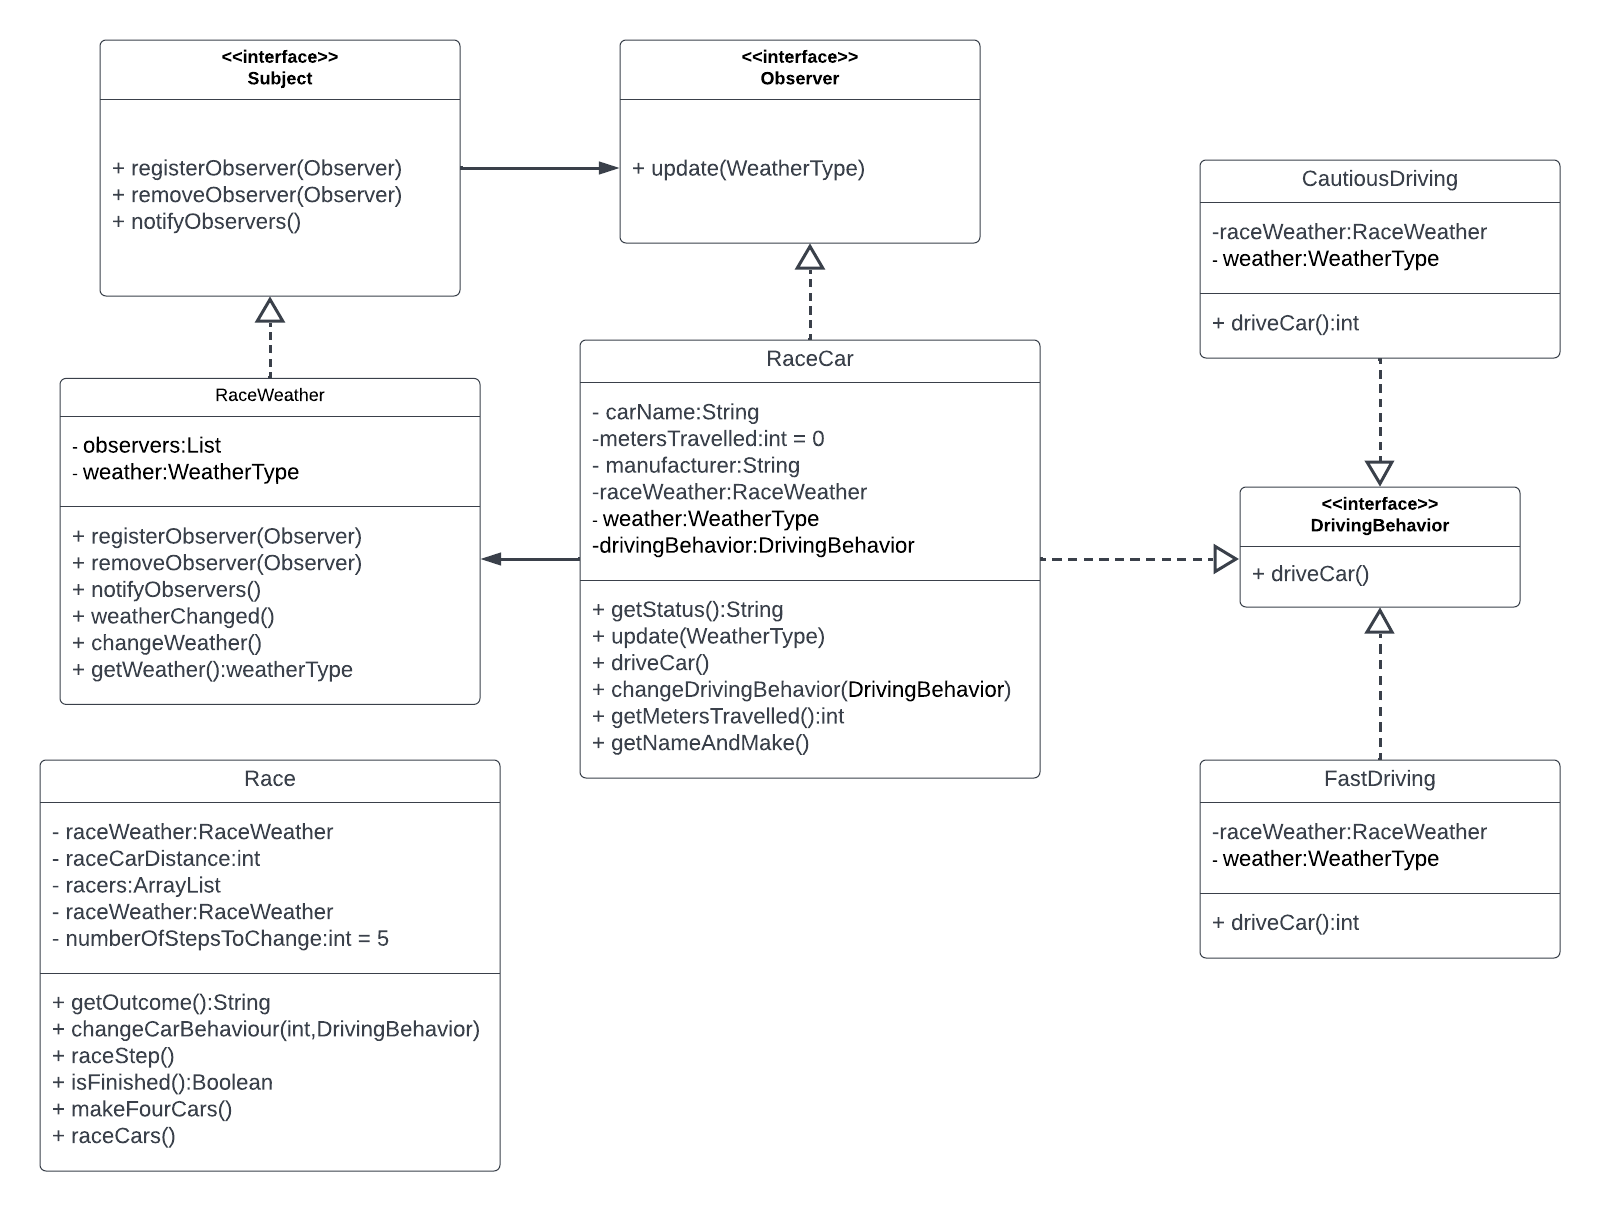 <<interface>>
Subject
+ registerObserver(Observer)
+ removeObserver(Observer)
+ notifyObservers()
<<interface>>
Observer
+ update(WeatherType)
CautiousDriving
-raceWeather:RaceWeather
- weather:WeatherType
+ driveCar():int
RaceWeather
- observers:List
- weather:WeatherType
+ registerObserver(Observer)
+ removeObserver(Observer)
+ notifyObservers()
+ weatherChanged()
+ changeWeather()
+ getWeather():weatherType
RaceCar
- carName:String
-metersTravelled:int = 0
- manufacturer:String
-raceWeather:RaceWeather
- weather:WeatherType
-drivingBehavior:DrivingBehavior
+ getStatus():String
+ update(WeatherType)
+ driveCar()
+ changeDrivingBehavior(DrivingBehavior)
+ getMetersTravelled():int
+ getNameAndMake()
<<interface>>
DrivingBehavior
+ driveCar()
Race
- raceWeather:RaceWeather
- raceCarDistance:int
- racers:ArrayList
- raceWeather:RaceWeather
- numberOfStepsToChange:int = 5
+ getOutcome():String
+ changeCarBehaviour(int,DrivingBehavior)
+ raceStep()
+ isFinished():Boolean
+ makeFourCars()
+ raceCars()
FastDriving
-raceWeather:RaceWeather
- weather:WeatherType
+ driveCar():int